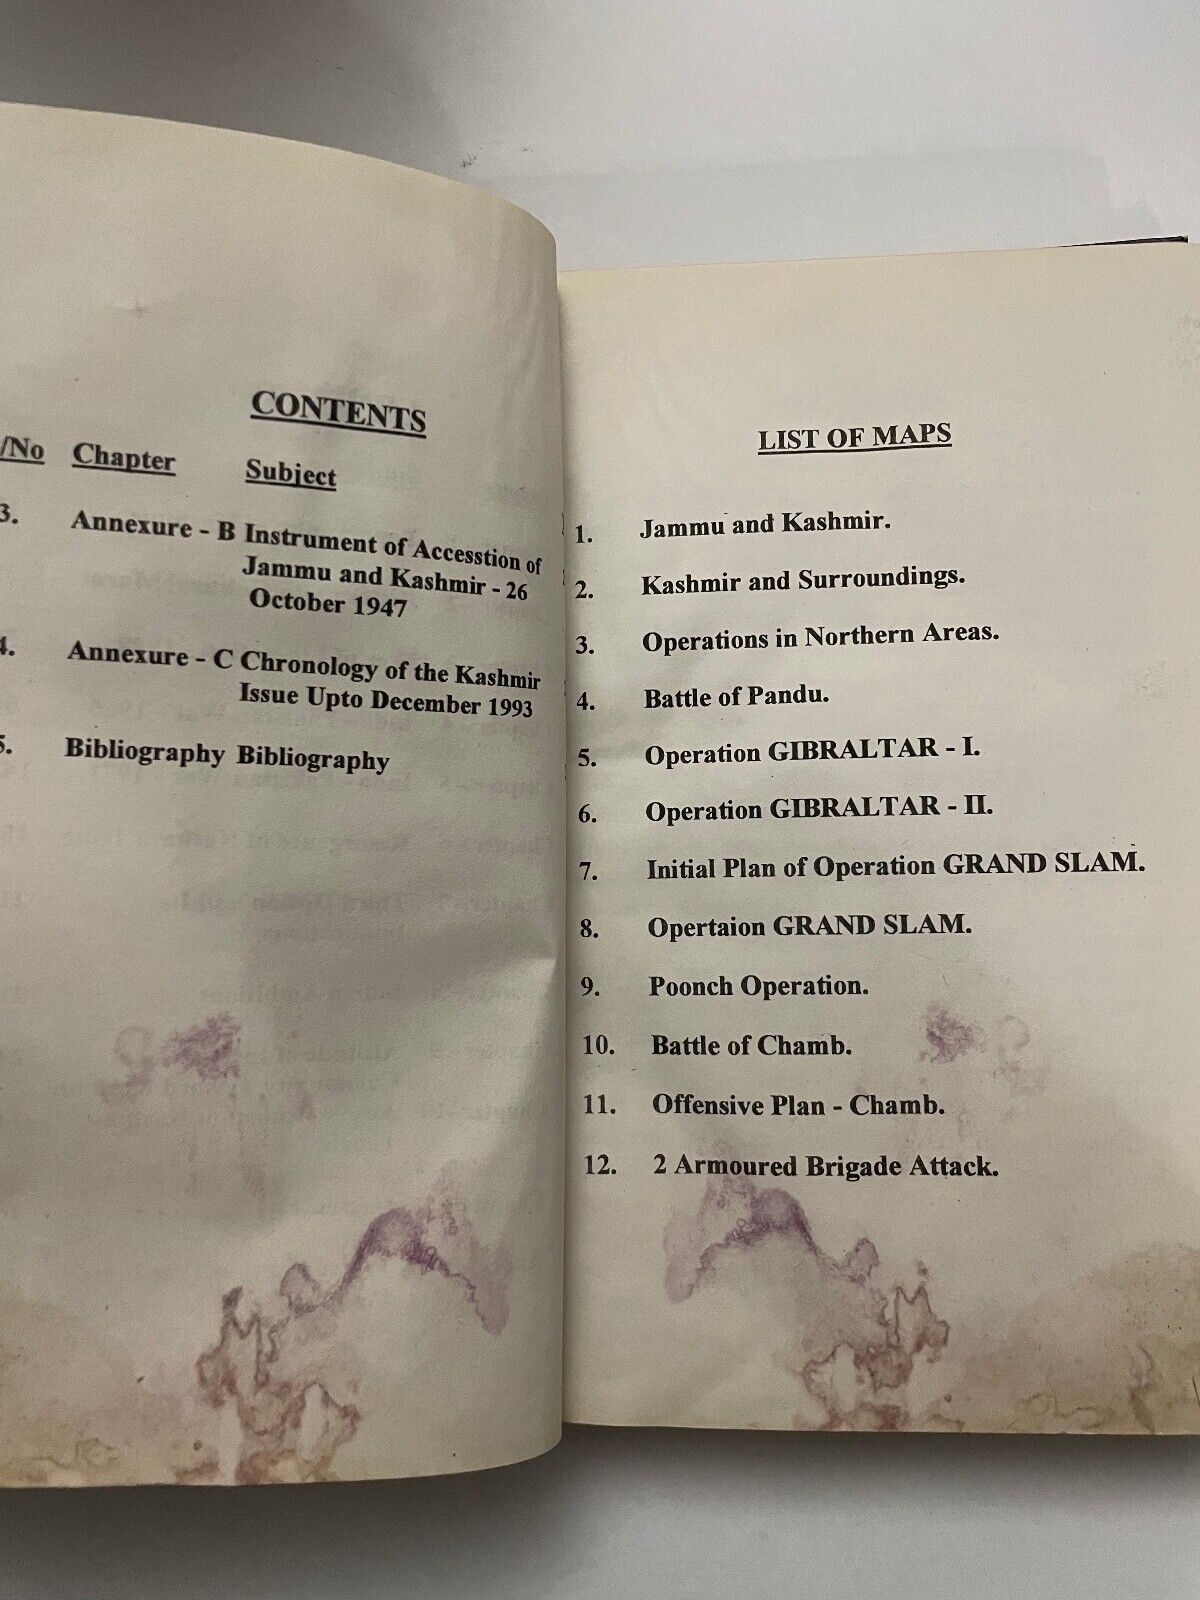 CONTENTS
/No Chapter Subject
3. Annexure - B Instrument of Accesstion of
Jammu and Kashmir - 26
October 1947
4. Annexure - C Chronology of the Kashmir
Issue Upto December 1993
5. Bibliography Bibliography
LIST OF MAPS
1. Jammu and Kashmir.
2. Kashmir and Surroundings.
3. Operations in Northern Areas.
4. Battle of Pandu.
5. Operation GIBRALTAR - I.
6. Operation GIBRALTAR - II.
7. Initial Plan of Operation GRAND SLAM.
8. Opertaion GRAND SLAM.
9. Poonch Operation.
10. Battle of Chamb.
11. Offensive Plan - Chamb.
12. 2 Armoured Brigade Attack.